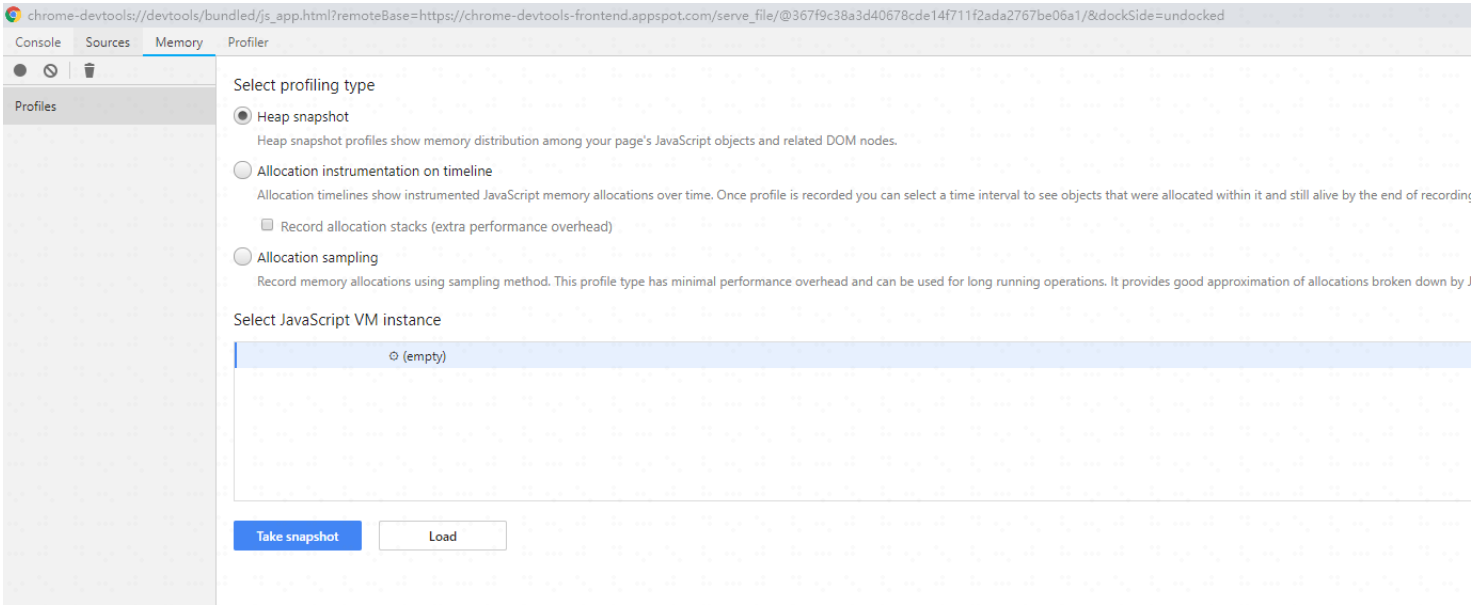 chrome-devtools://devtools/bundled/js_app.html?remoteBase=https://chrome-devtools-frontend.appspot.com/serve_file/@367f9c38a3d40678cde14f711f2ada2767be06a1/&dockSide=undocked
Console Sources Memory Profiler
Profiles
Select profiling type
Heap snapshot
Heap snapshot profiles show memory distribution among your page's JavaScript objects and related DOM nodes.
Allocation instrumentation on timeline
Allocation timelines show instrumented JavaScript memory allocations over time. Once profile is recorded you can select a time interval to see objects that were allocated within it and still alive by the end of recording
Record allocation stacks (extra performance overhead)
Allocation sampling
Record memory allocations using sampling method. This profile type has minimal performance overhead and can be used for long running operations. It provides good approximation of allocations broken down by J
Select JavaScript VM instance
(empty)
Take snapshot Load